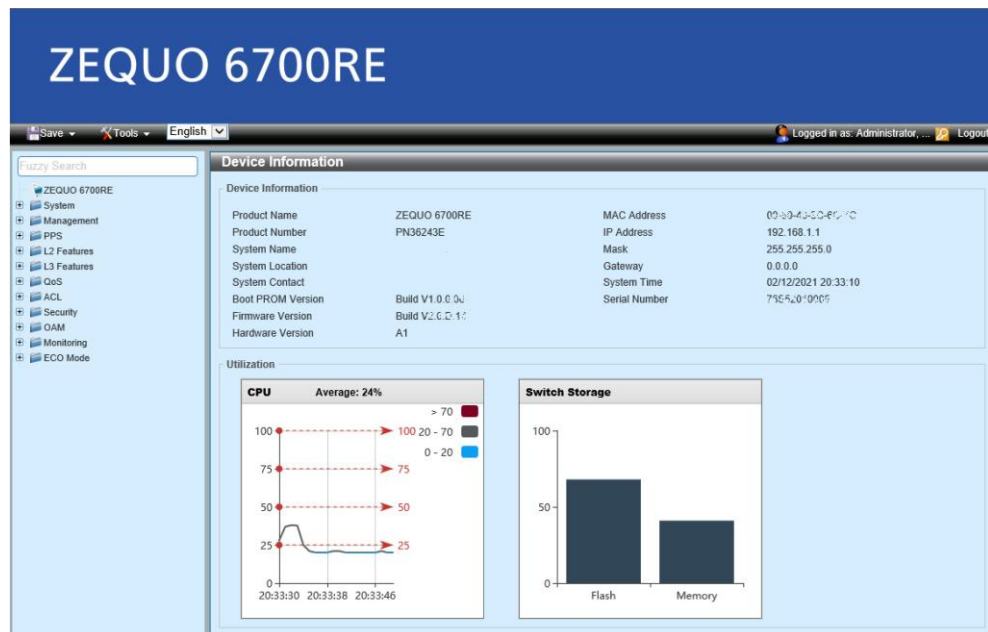 ZEQUO 6700RE
Save Tools English Logged in as: Administrator, ... Logout
Fuzzy Search
ZEQUO 6700RE
System
Management
PPS
L2 Features
L3 Features
QoS
ACL
Security
OAM
Monitoring
ECO Mode
Device Information
Device Information
Product Name ZEQUO 6700RE MAC Address
Product Number PN36243E IP Address 192.168.1.1
System Name Mask 255.255.255.0
System Location Gateway 0.0.0.0
System Contact System Time 02/12/2021 20:33:10
Boot PROM Version Build Serial Number
Firmware Version Build
Hardware Version A1
Utilization
CPU Average: 24%
> 70
20 - 70
0 - 20
100 100
75 75
50 50
25 25
0
20:33:30 20:33:38 20:33:46
Switch Storage
100
50
0
Flash Memory